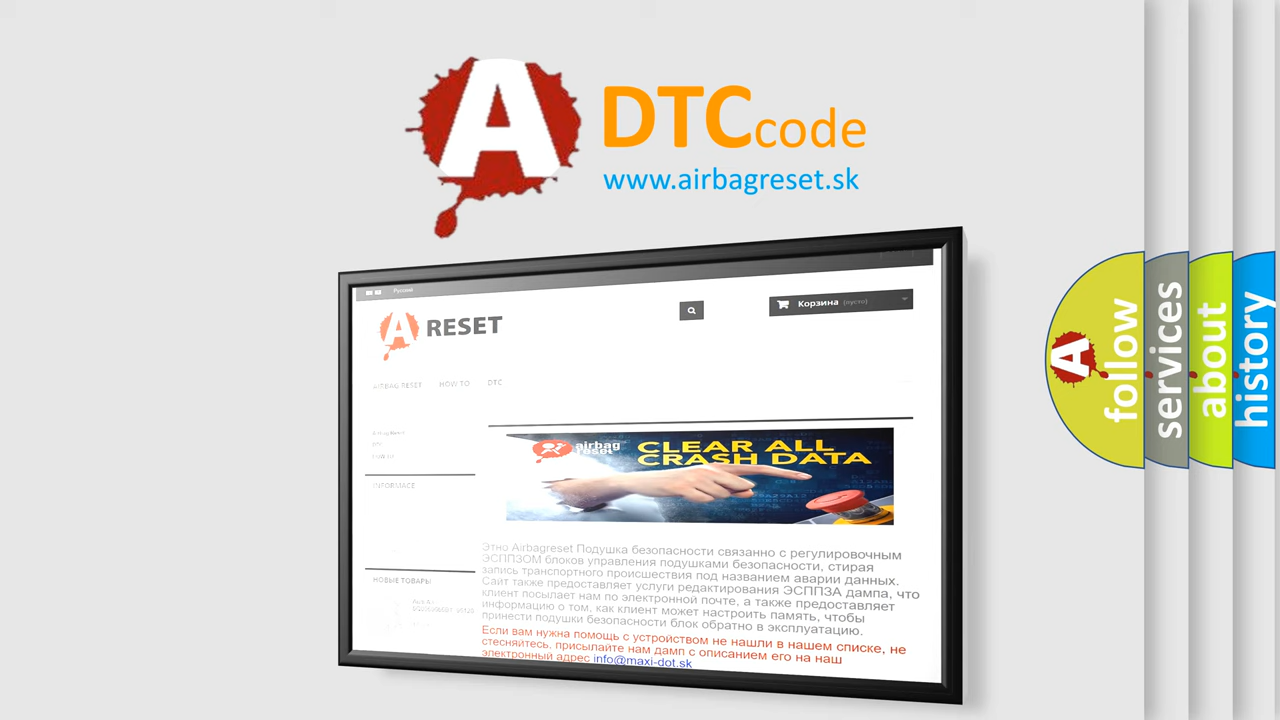 A DTCcode
www.airbagreset.sk
Русский
Корзина (пусто)
A RESET
AIRBAG RESET HOW TO DTC
INFORMACE
airbag
reset
CLEAR ALL
CRASH DATA
Этно Airbagreset Подушка безопасности связанно с регулировочным
ЭСППЗОМ блоков управления подушками безопасности, стирая
запись транспортного происшествия под названием аварии данных.
Сайт также предоставляет услуги редактирования ЭСППЗА дампа, что
клиент посылает нам по электронной почте, а также предоставляет
информацию о том, как клиент может настроить память, чтобы
принести подушки безопасности блок обратно в эксплуатацию.
Если вам нужна помощь с устройством не нашли в нашем списке, не
стесняйтесь, присылайте нам дамп с описанием его на наш
электронный адрес info@maxi-dot.sk
НОВЫЕ ТОВАРЫ
A
follow
services
about
history